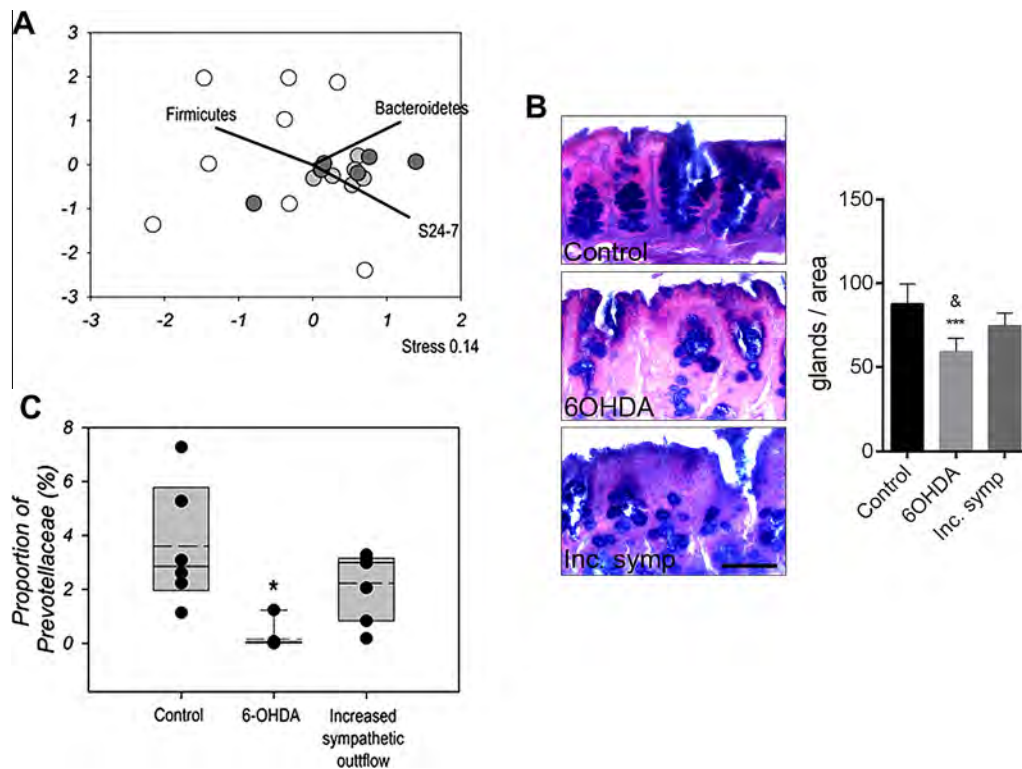 A
3
2
1
0
-1
-2
-3
-3
-2
-1
0
1
2
Firmicutes
Bacteroidetes
S24-7
Stress 0.14
B
Control
6OHDA
Inc. symp
glands / area
150
100
50
0
&
***
Control
6OHDA
Inc. symp
C
Proportion of
Prevotellaceae (%)
8
6
4
2
0
*
Control
6-OHDA
Increased
sympathetic
outtflow